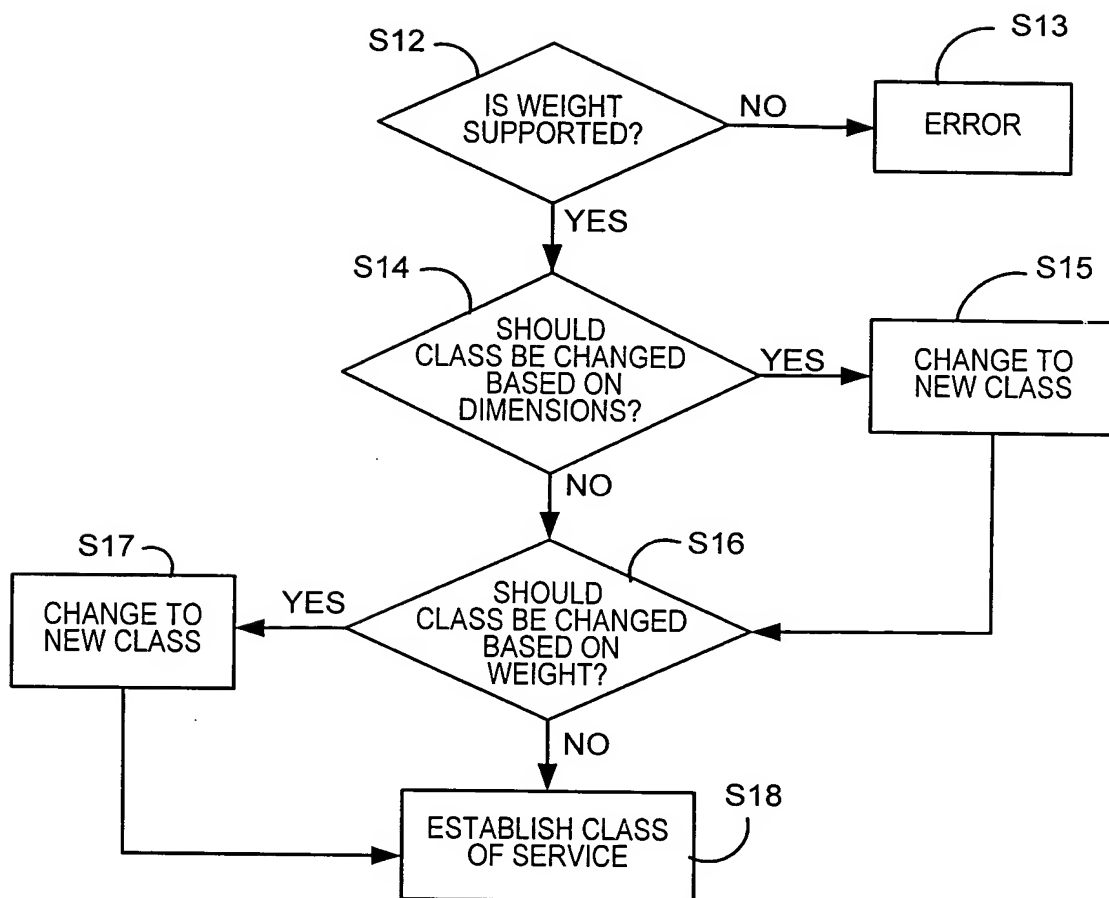 S12
S13
IS WEIGHT
SUPPORTED?
NO
ERROR
YES
S14
S15
SHOULD
CLASS BE CHANGED
BASED ON
DIMENSIONS?
YES
CHANGE TO
NEW CLASS
NO
S17
S16
CHANGE TO
NEW CLASS
YES
SHOULD
CLASS BE CHANGED
BASED ON
WEIGHT?
NO
S18
ESTABLISH CLASS
OF SERVICE